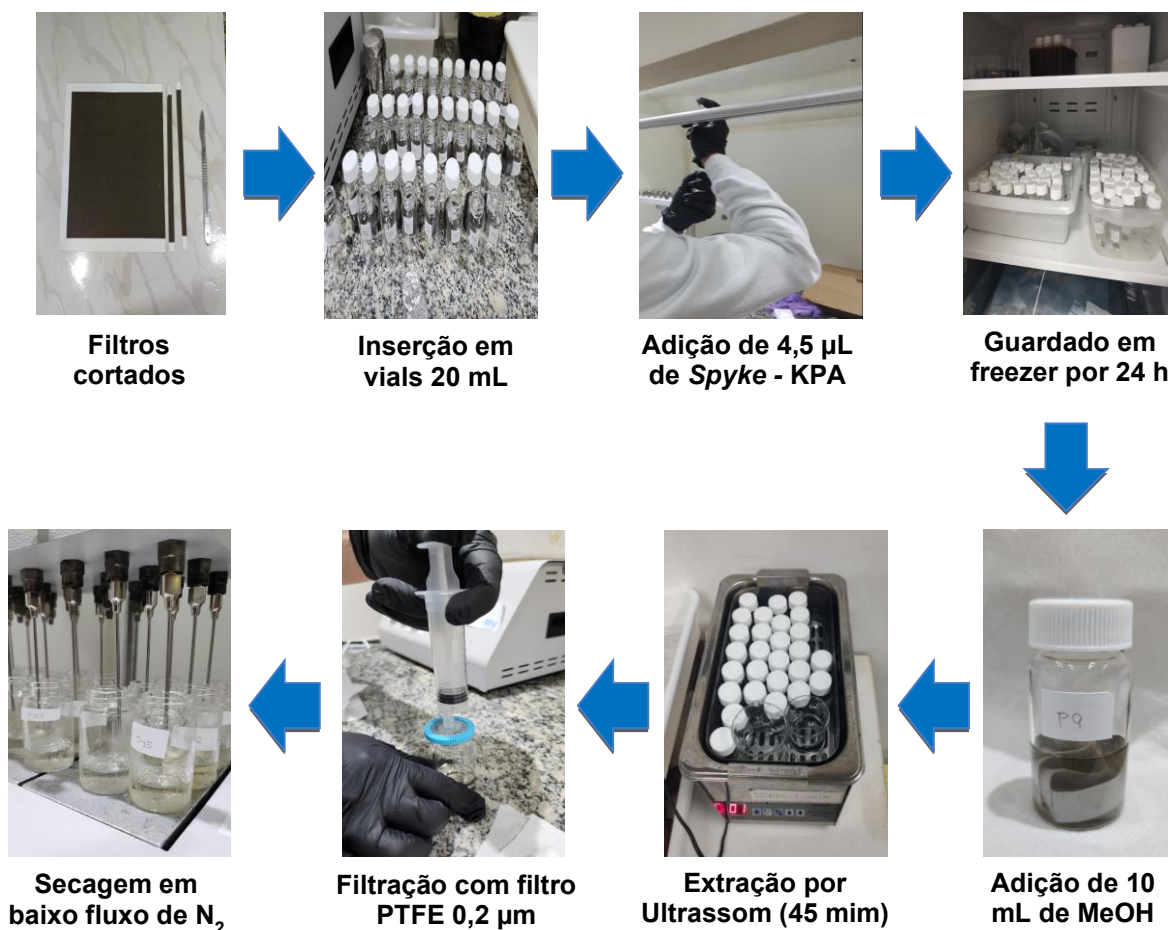 Filtros
cortados
Inserção em
vials 20 mL
Adição de 4,5 µL
de Spyke - KPA
Guardado em
freezer por 24 h
Adição de 10
mL de MeOH
P9
Extração por
Ultrassom (45 mim)
Filtração com filtro
PTFE 0,2 µm
Secagem em
baixo fluxo de N₂
P15